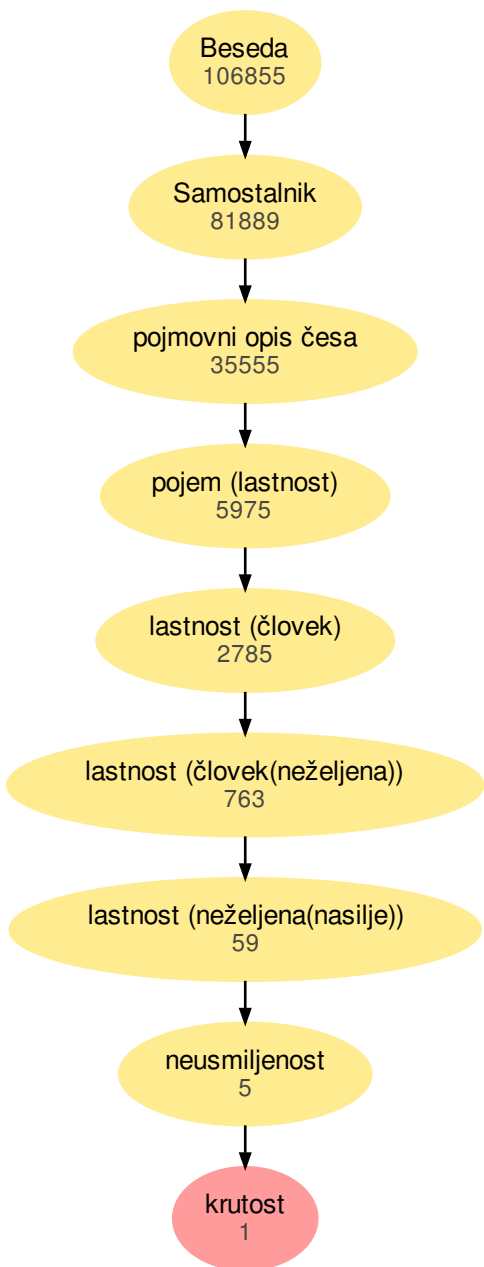 Beseda
106855
Samostalnik
81889
pojmovni opis česa
35555
pojem (lastnost)
5975
lastnost (človek)
2785
lastnost (človek(neželjena))
763
lastnost (neželjena(nasilje))
59
neusmiljenost
5
krutost
1